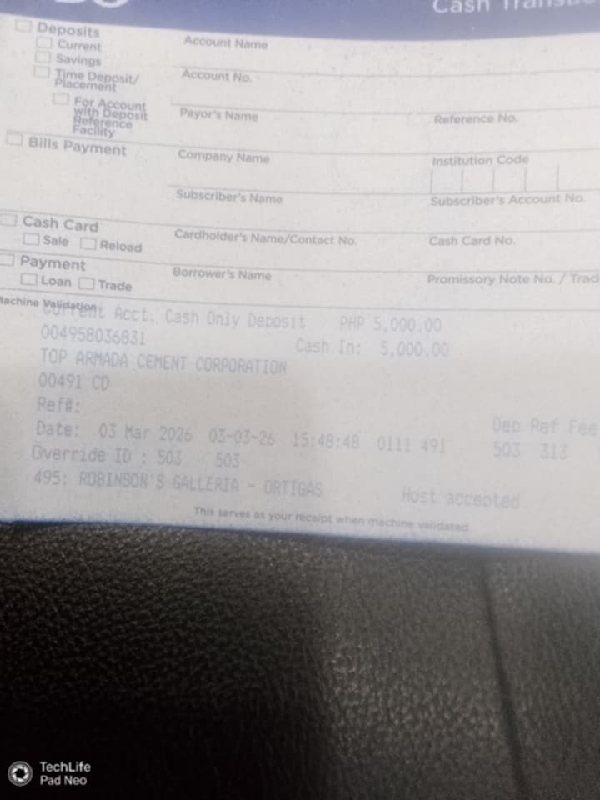 Cash
Deposits
Current
Savings
Time Deposit/
Placement
For Account
with Deposit
Reference
Facility
Bills Payment
Cash Card
Sale Reload
Payment
Loan Trade
Account Name
Account No.
Payor's Name Reference No.
Company Name Institution Code
Subscriber's Name Subscriber's Account No.
Cardholder's Name/Contact No. Cash Card No.
Borrower's Name Promissory Note No. / Trad
Machine Validation
Current Acct. Cash Only Deposit PHP 5,000.00
004958036831 Cash In: 5,000.00
TOP ARMADA CEMENT CORPORATION
00491 CO
Ref#:
Dep Ref Fee
Date: 03 Mar 2026 03-03-26 15:48:48 0111 491 503 313
Override ID : 503 503
495: ROBINSON'S GALLERIA - ORTIGAS Host accepted
This serves as your receipt when machine validated.
TechLife
Pad Neo